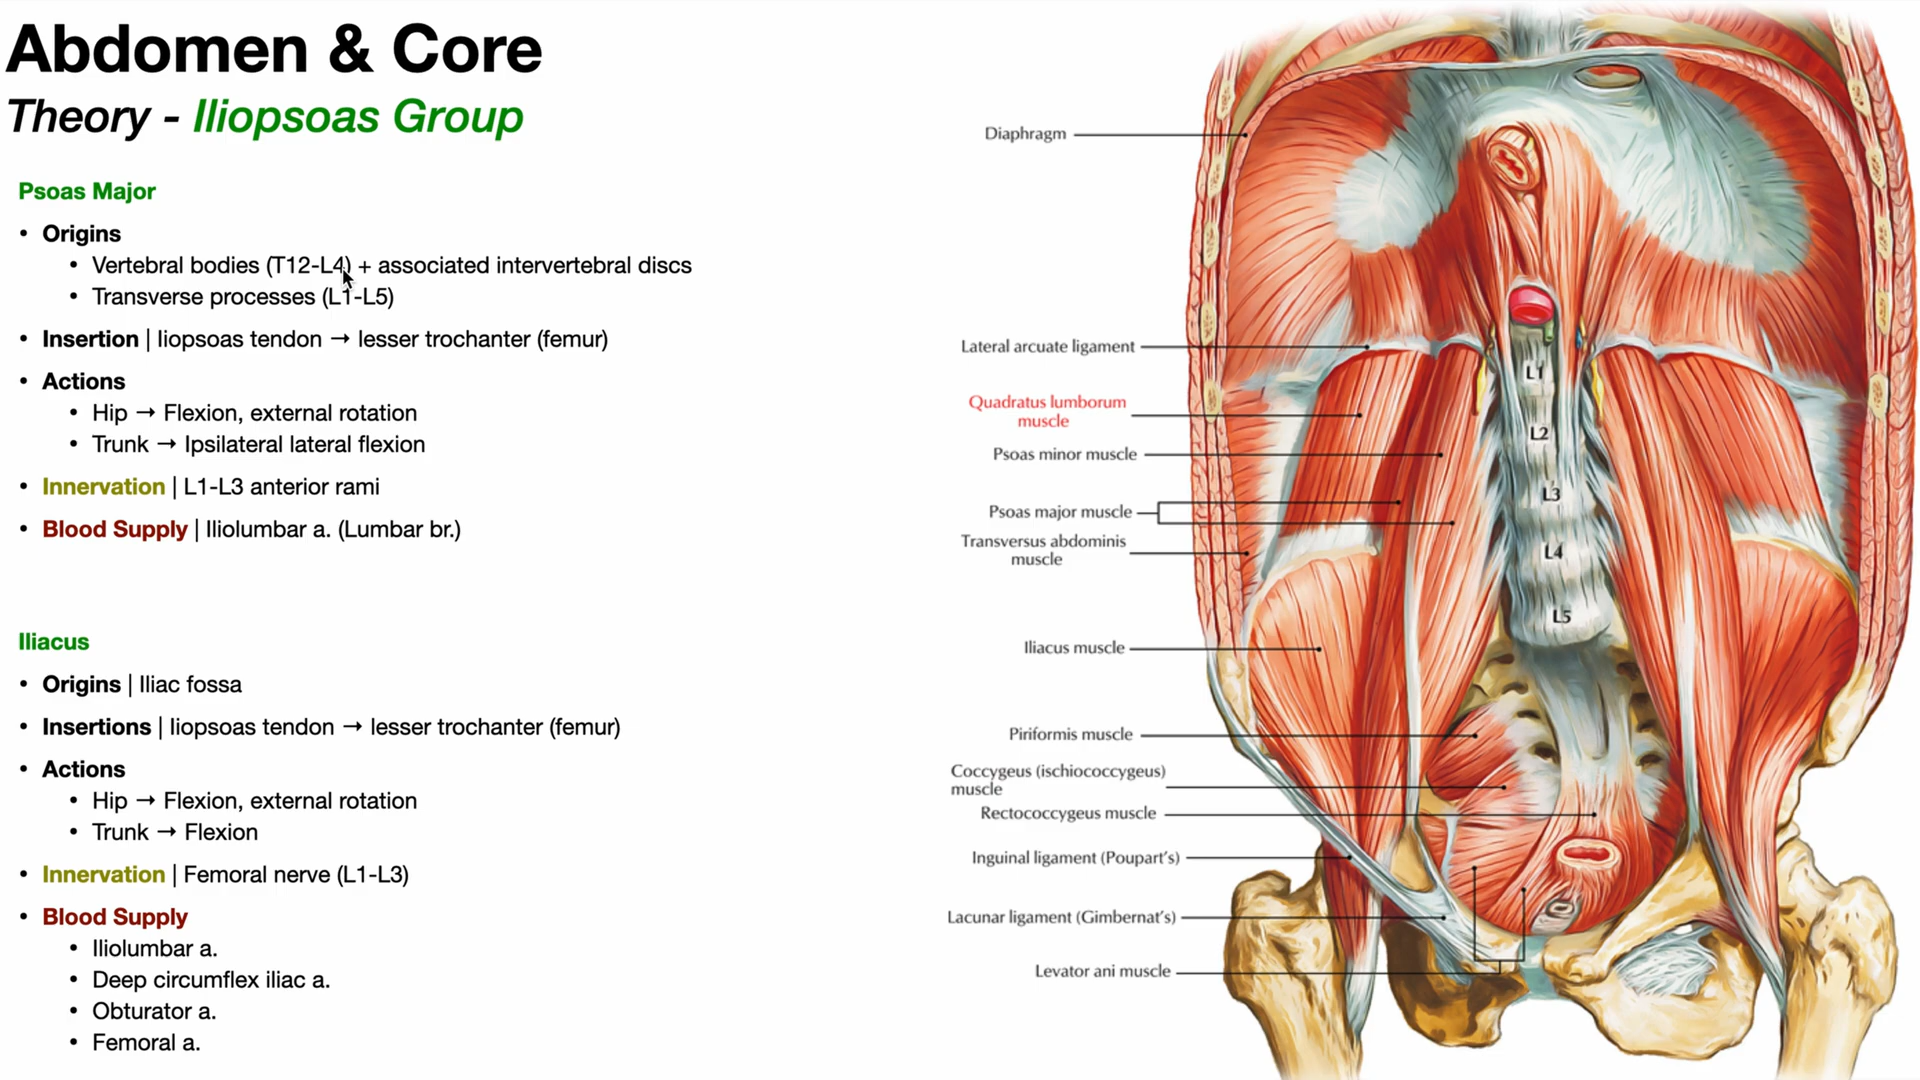 Abdomen & Core
Theory - Iliopsoas Group
Psoas Major
• Origins
• Vertebral bodies (T12-L4) + associated intervertebral discs
• Transverse processes (L1-L5)
• Insertion | Iiopsoas tendon → lesser trochanter (femur)
• Actions
• Hip → Flexion, external rotation
• Trunk → Ipsilateral lateral flexion
• Innervation | L1-L3 anterior rami
• Blood Supply | Iliolumbar a. (Lumbar br.)
Iliacus
• Origins | Iliac fossa
• Insertions | Iiopsoas tendon → lesser trochanter (femur)
• Actions
• Hip → Flexion, external rotation
• Trunk → Flexion
• Innervation | Femoral nerve (L1-L3)
• Blood Supply
• Iliolumbar a.
• Deep circumflex iliac a.
• Obturator a.
• Femoral a.
Diaphragm
Lateral arcuate ligament
Quadratus lumborum
muscle
Psoas minor muscle
Psoas major muscle
Transversus abdominis
muscle
Iliacus muscle
Piriformis muscle
Coccygeus (ischiococcygeus)
muscle
Rectococcygeus muscle
Inguinal ligament (Poupart's)
Lacunar ligament (Gimbernat's)
Levator ani muscle
L1
L2
L3
L4
L5